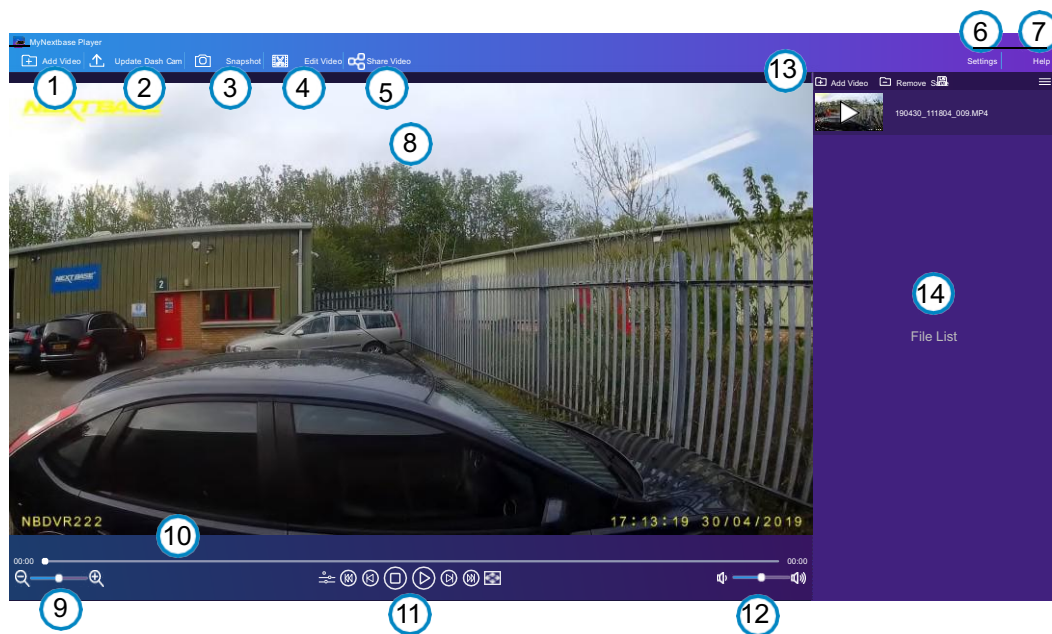 MyNextbase Player
6
7
Add Video Update Dash Cam Snapshot Edit Video Share Video
Settings Help
1
2
3
4
5
13
Add Video Remove
NEXTBASE
190430_111804_009.MP4
8
NEXTBASE
2
14
File List
NBDVR222
17:13:19 30/04/2019
10
00:00
00:00
9
11
12